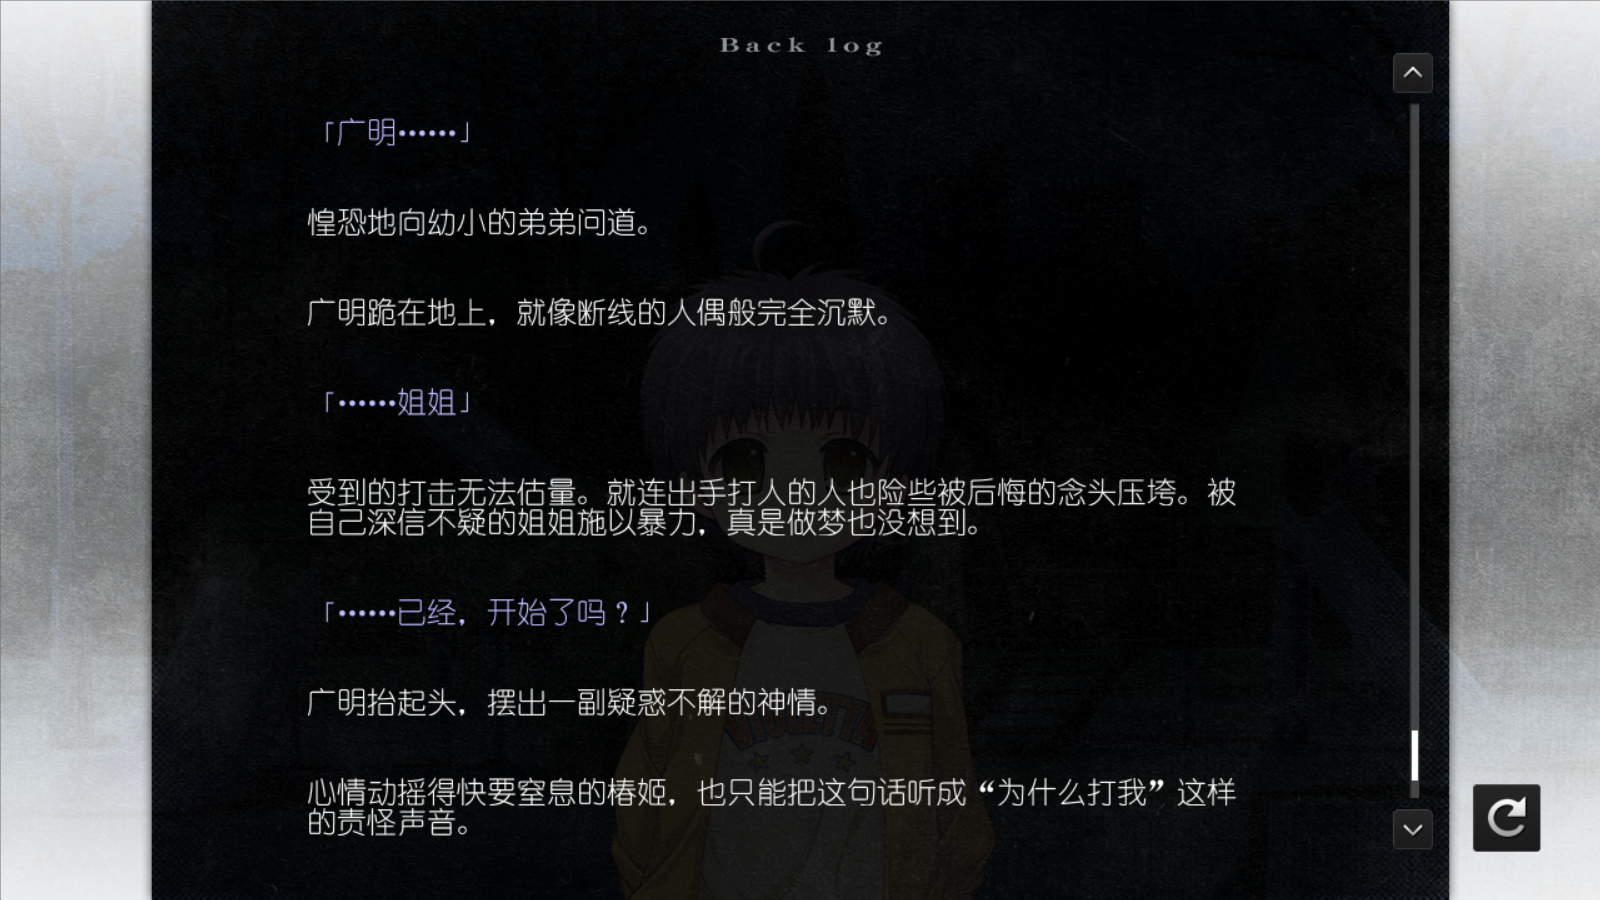 Back log
「广明……」
惶恐地向幼小的弟弟问道。
广明跪在地上，就像断线的人偶般完全沉默。
「……姐姐」
受到的打击无法估量。就连出手打人的人也险些被后悔的念头压垮。被
自己深信不疑的姐姐施以暴力，真是做梦也没想到。
「……已经，开始了吗？」
广明抬起头，摆出一副疑惑不解的神情。
心情动摇得快要窒息的椿姬，也只能把这句话听成“为什么打我”这样
的责怪声音。